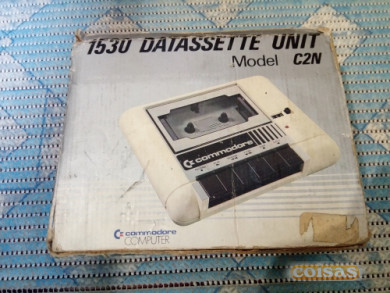 1530 DATASSETTE UNIT
Model C2N
commodore
commodore
COMPUTER
coisas